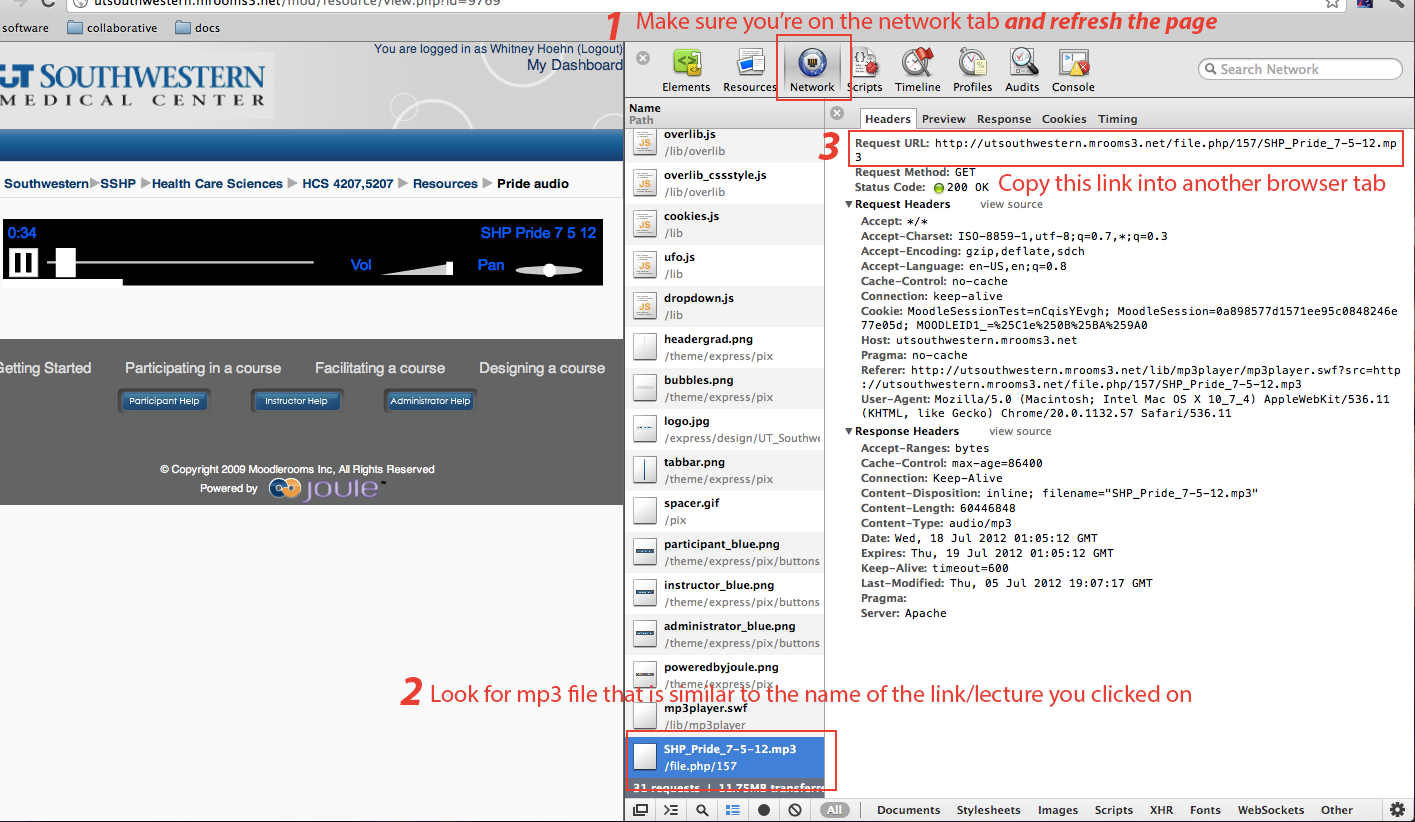 utsouthwestern.mrooms3.net/mod/resource/view.php?id=9769
software collaborative docs
1 Make sure you're on the network tab and refresh the page
You are logged in as Whitney Hoehn (Logout)
My Dashboard
UT SOUTHWESTERN
MEDICAL CENTER
Southwestern SSHP Health Care Sciences HCS 4207,5207 Resources Pride audio
0:34 SHP Pride 7 5 12
Vol Pan
Getting Started Participating in a course Facilitating a course Designing a course
Participant Help Instructor Help Administrator Help
© Copyright 2009 Moodlerooms Inc, All Rights Reserved
Powered by joule™
Elements Resources Network Scripts Timeline Profiles Audits Console
Search Network
Name
Path
overlib.js
/lib/overlib
overlib_cssstyle.js
/lib/overlib
cookies.js
/lib
ufo.js
/lib
dropdown.js
/lib
headergrad.png
/theme/express/pix
bubbles.png
/theme/express/pix
logo.jpg
/express/design/UT_Southwe
tabbar.png
/theme/express/pix
spacer.gif
/pix
participant_blue.png
/theme/express/pix/buttons
instructor_blue.png
/theme/express/pix/buttons
administrator_blue.png
/theme/express/pix/buttons
poweredbyjoule.png
/theme/express/pix
2 Look for mp3 file that is similar to the name of the link/lecture you clicked on
mp3player.swf
/lib/mp3player
SHP_Pride_7-5-12.mp3
/file.php/157
31 requests | 11.75MB transferre
Headers Preview Response Cookies Timing
3
Request URL: http://utsouthwestern.mrooms3.net/file.php/157/SHP_Pride_7-5-12.mp
3
Request Method: GET
Status Code: 200 OK
Copy this link into another browser tab
Request Headers view source
Accept: */*
Accept-Charset: ISO-8859-1,utf-8;q=0.7,*;q=0.3
Accept-Encoding: gzip,deflate,sdch
Accept-Language: en-US,en;q=0.8
Cache-Control: no-cache
Connection: keep-alive
Cookie: MoodleSessionTest=nCqisYEvgh; MoodleSession=0a898577d1571ee95c0848246e
77e05d; MOODLEID1_=%25C1e%250B%25BA%259A0
Host: utsouthwestern.mrooms3.net
Pragma: no-cache
Referer: http://utsouthwestern.mrooms3.net/lib/mp3player/mp3player.swf?src=http
://utsouthwestern.mrooms3.net/file.php/157/SHP_Pride_7-5-12.mp3
User-Agent: Mozilla/5.0 (Macintosh; Intel Mac OS X 10_7_4) AppleWebKit/536.11
(KHTML, like Gecko) Chrome/20.0.1132.57 Safari/536.11
Response Headers view source
Accept-Ranges: bytes
Cache-Control: max-age=86400
Connection: Keep-Alive
Content-Disposition: inline; filename="SHP_Pride_7-5-12.mp3"
Content-Length: 60446848
Content-Type: audio/mp3
Date: Wed, 18 Jul 2012 01:05:12 GMT
Expires: Thu, 19 Jul 2012 01:05:12 GMT
Keep-Alive: timeout=600
Last-Modified: Thu, 05 Jul 2012 19:07:17 GMT
Pragma:
Server: Apache
All Documents Stylesheets Images Scripts XHR Fonts WebSockets Other